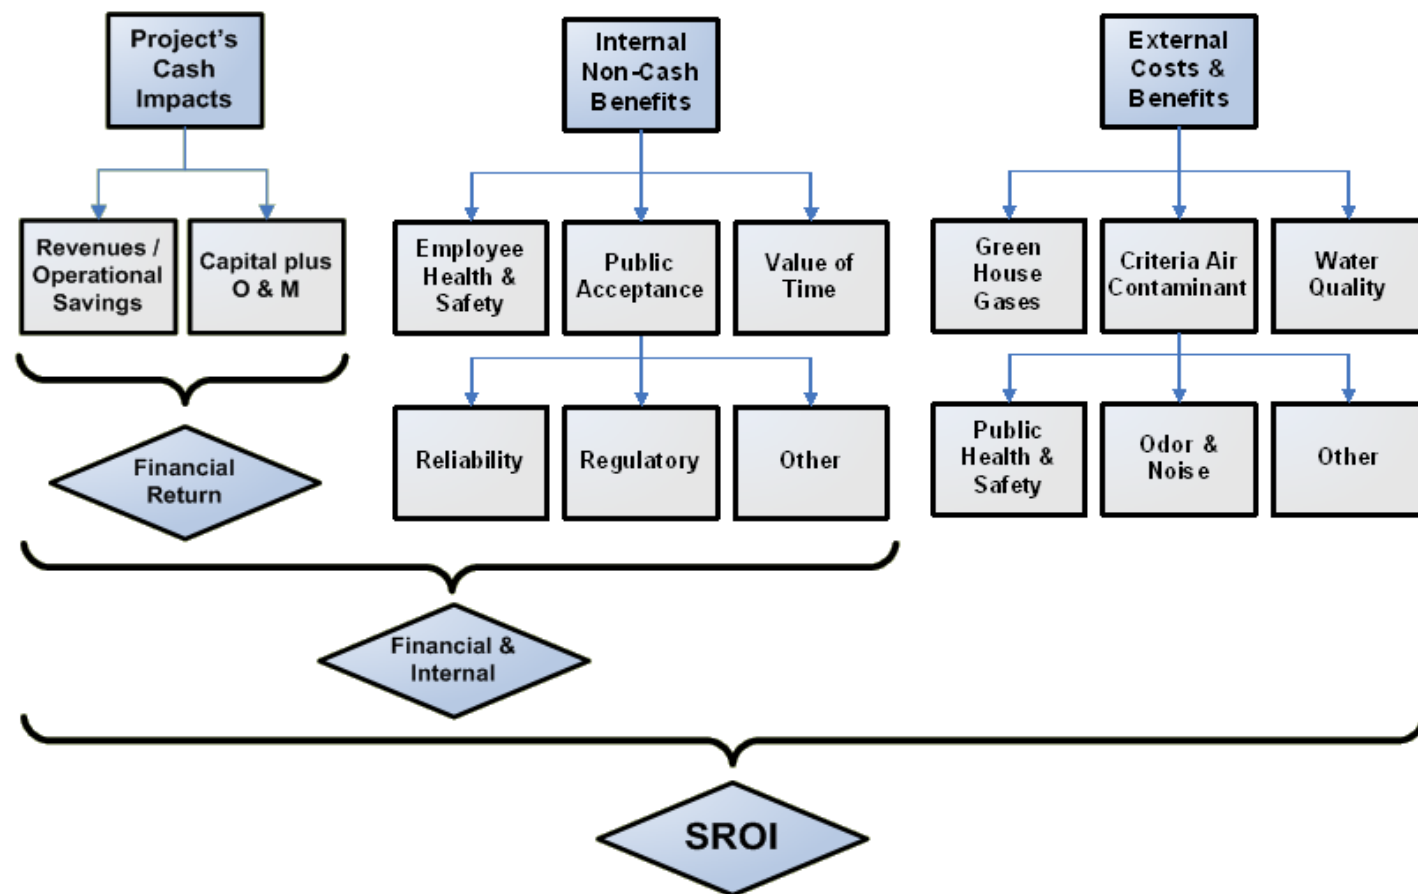 Project's
Cash
Impacts
Internal
Non-Cash
Benefits
External
Costs &
Benefits
Revenues /
Operational
Savings
Capital plus
O & M
Employee
Health &
Safety
Public
Acceptance
Value of
Time
Green
House
Gases
Criteria Air
Contaminant
Water
Quality
Reliability
Regulatory
Other
Public
Health &
Safety
Odor &
Noise
Other
Financial
Return
Financial &
Internal
SROI